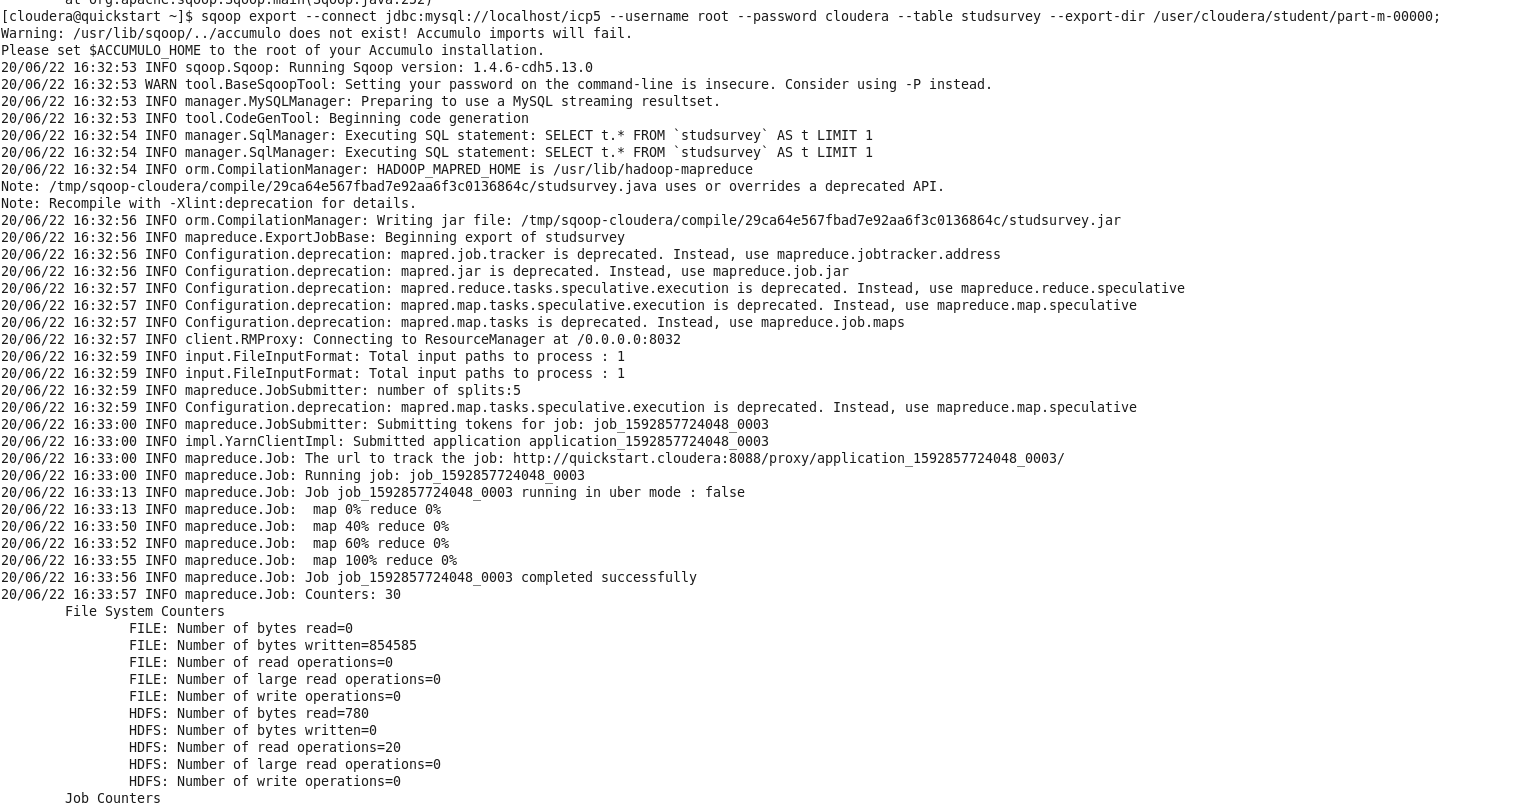 at org.apache.sqoop.Sqoop.main(Sqoop.java:252)
[cloudera@quickstart ~]$ sqoop export --connect jdbc:mysql://localhost/icp5 --username root --password cloudera --table studsurvey --export-dir /user/cloudera/student/part-m-00000;
Warning: /usr/lib/sqoop/../accumulo does not exist! Accumulo imports will fail.
Please set $ACCUMULO_HOME to the root of your Accumulo installation.
20/06/22 16:32:53 INFO sqoop.Sqoop: Running Sqoop version: 1.4.6-cdh5.13.0
20/06/22 16:32:53 WARN tool.BaseSqoopTool: Setting your password on the command-line is insecure. Consider using -P instead.
20/06/22 16:32:53 INFO manager.MySQLManager: Preparing to use a MySQL streaming resultset.
20/06/22 16:32:53 INFO tool.CodeGenTool: Beginning code generation
20/06/22 16:32:54 INFO manager.SqlManager: Executing SQL statement: SELECT t.* FROM `studsurvey` AS t LIMIT 1
20/06/22 16:32:54 INFO manager.SqlManager: Executing SQL statement: SELECT t.* FROM `studsurvey` AS t LIMIT 1
20/06/22 16:32:54 INFO orm.CompilationManager: HADOOP_MAPRED_HOME is /usr/lib/hadoop-mapreduce
Note: /tmp/sqoop-cloudera/compile/29ca64e567fbad7e92aa6f3c0136864c/studsurvey.java uses or overrides a deprecated API.
Note: Recompile with -Xlint:deprecation for details.
20/06/22 16:32:56 INFO orm.CompilationManager: Writing jar file: /tmp/sqoop-cloudera/compile/29ca64e567fbad7e92aa6f3c0136864c/studsurvey.jar
20/06/22 16:32:56 INFO mapreduce.ExportJobBase: Beginning export of studsurvey
20/06/22 16:32:56 INFO Configuration.deprecation: mapred.job.tracker is deprecated. Instead, use mapreduce.jobtracker.address
20/06/22 16:32:56 INFO Configuration.deprecation: mapred.jar is deprecated. Instead, use mapreduce.job.jar
20/06/22 16:32:57 INFO Configuration.deprecation: mapred.reduce.tasks.speculative.execution is deprecated. Instead, use mapreduce.reduce.speculative
20/06/22 16:32:57 INFO Configuration.deprecation: mapred.map.tasks.speculative.execution is deprecated. Instead, use mapreduce.map.speculative
20/06/22 16:32:57 INFO Configuration.deprecation: mapred.map.tasks is deprecated. Instead, use mapreduce.job.maps
20/06/22 16:32:57 INFO client.RMProxy: Connecting to ResourceManager at /0.0.0.0:8032
20/06/22 16:32:59 INFO input.FileInputFormat: Total input paths to process : 1
20/06/22 16:32:59 INFO input.FileInputFormat: Total input paths to process : 1
20/06/22 16:32:59 INFO mapreduce.JobSubmitter: number of splits:5
20/06/22 16:32:59 INFO Configuration.deprecation: mapred.map.tasks.speculative.execution is deprecated. Instead, use mapreduce.map.speculative
20/06/22 16:33:00 INFO mapreduce.JobSubmitter: Submitting tokens for job: job_1592857724048_0003
20/06/22 16:33:00 INFO impl.YarnClientImpl: Submitted application application_1592857724048_0003
20/06/22 16:33:00 INFO mapreduce.Job: The url to track the job: http://quickstart.cloudera:8088/proxy/application_1592857724048_0003/
20/06/22 16:33:00 INFO mapreduce.Job: Running job: job_1592857724048_0003
20/06/22 16:33:13 INFO mapreduce.Job: Job job_1592857724048_0003 running in uber mode : false
20/06/22 16:33:13 INFO mapreduce.Job:  map 0% reduce 0%
20/06/22 16:33:50 INFO mapreduce.Job:  map 40% reduce 0%
20/06/22 16:33:52 INFO mapreduce.Job:  map 60% reduce 0%
20/06/22 16:33:55 INFO mapreduce.Job:  map 100% reduce 0%
20/06/22 16:33:56 INFO mapreduce.Job: Job job_1592857724048_0003 completed successfully
20/06/22 16:33:57 INFO mapreduce.Job: Counters: 30
File System Counters
FILE: Number of bytes read=0
FILE: Number of bytes written=854585
FILE: Number of read operations=0
FILE: Number of large read operations=0
FILE: Number of write operations=0
HDFS: Number of bytes read=780
HDFS: Number of bytes written=0
HDFS: Number of read operations=20
HDFS: Number of large read operations=0
HDFS: Number of write operations=0
Job Counters